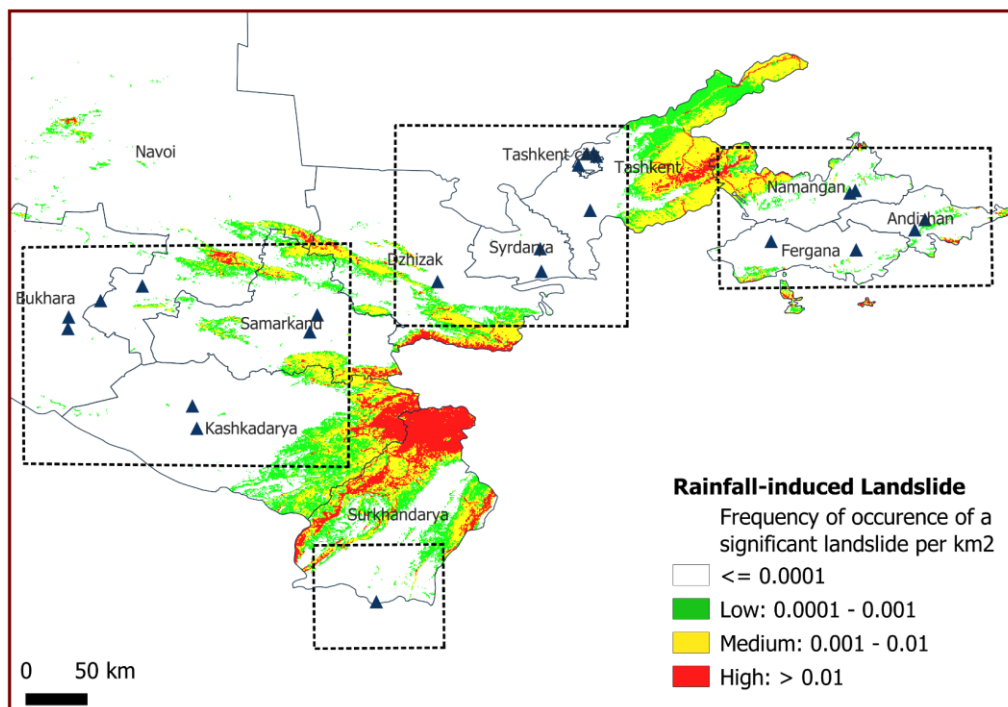 Navoi
Tashkent city
Tashkent
Namangan
Andizhan
Fergana
Syrdarya
Dzhizak
Bukhara
Samarkand
Kashkadarya
Surkhandarya
Rainfall-induced Landslide
Frequency of occurence of a
significant landslide per km2
<= 0.0001
Low: 0.0001 - 0.001
Medium: 0.001 - 0.01
High: > 0.01
0 50 km